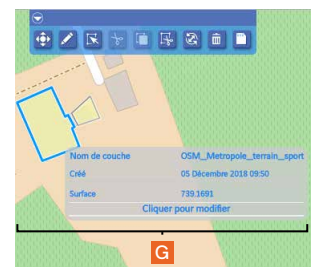 Nom de couche OSM_Metropole_terrain_sport
Créé 05 Décembre 2018 09:50
Surface 739.1691
Cliquer pour modifier
G